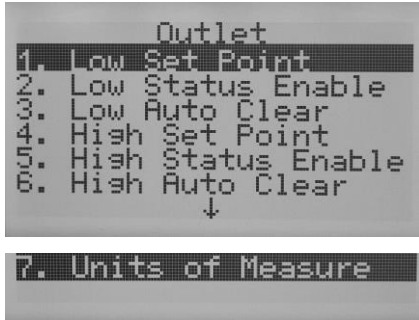 Outlet
1. Low Set Point
2. Low Status Enable
3. Low Auto Clear
4. High Set Point
5. High Status Enable
6. High Auto Clear
↓
7. Units of Measure